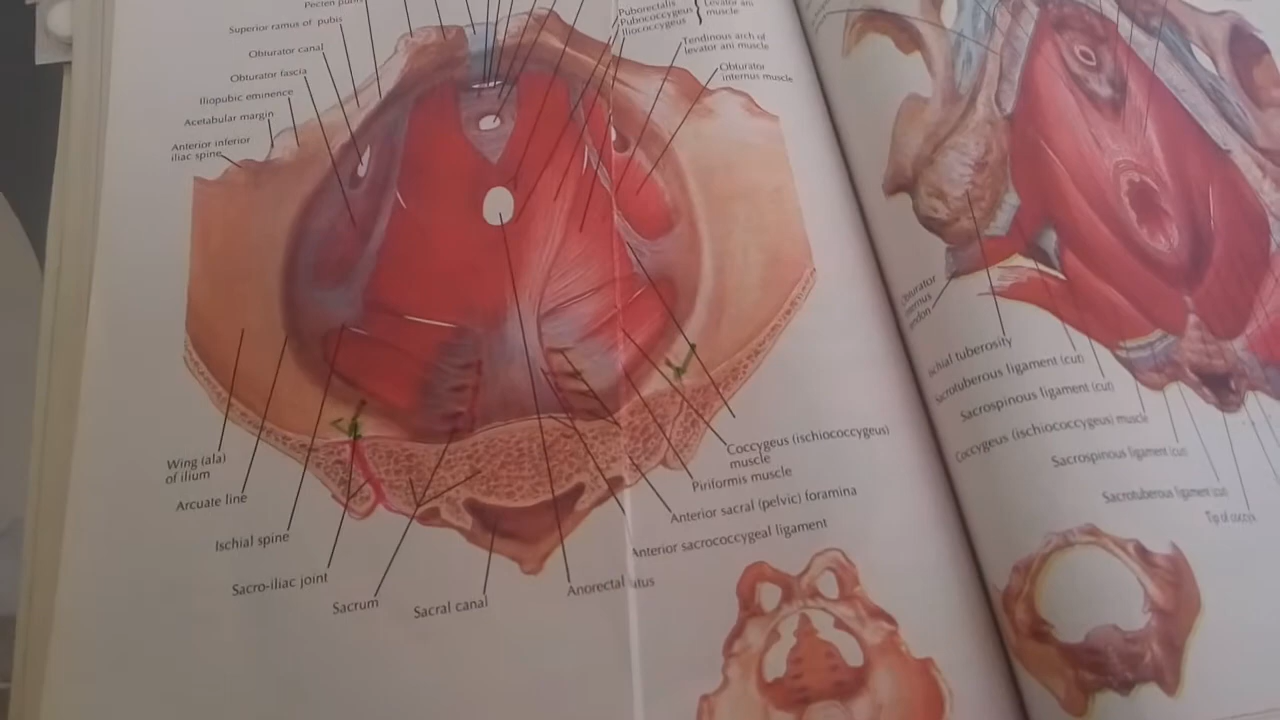 Pecten
Superior ramus of pubis
Obturator canal
Obturator fascia
Iliopubic eminence
Acetabular margin
Anterior inferior
iliac spine
Puborectalis
Pubococcygeus
Iliococcygeus
Levator ani
muscle
Tendinous arch of
levator ani muscle
Obturator
internus muscle
Wing (ala)
of ilium
Arcuate line
Ischial spine
Sacro-iliac joint
Sacrum
Sacral canal
Anorectal
Coccygeus (ischiococcygeus)
muscle
Piriformis muscle
Anterior sacral (pelvic) foramina
Anterior sacrococcygeal ligament
Obturator
internus
tendon
Ischial tuberosity
Sacrotuberous ligament (cut)
Sacrospinous ligament (cut)
Coccygeus (ischiococcygeus) muscle
Sacrospinous ligament (cut)
Sacrotuberous ligament (cut)
Tip of coccyx